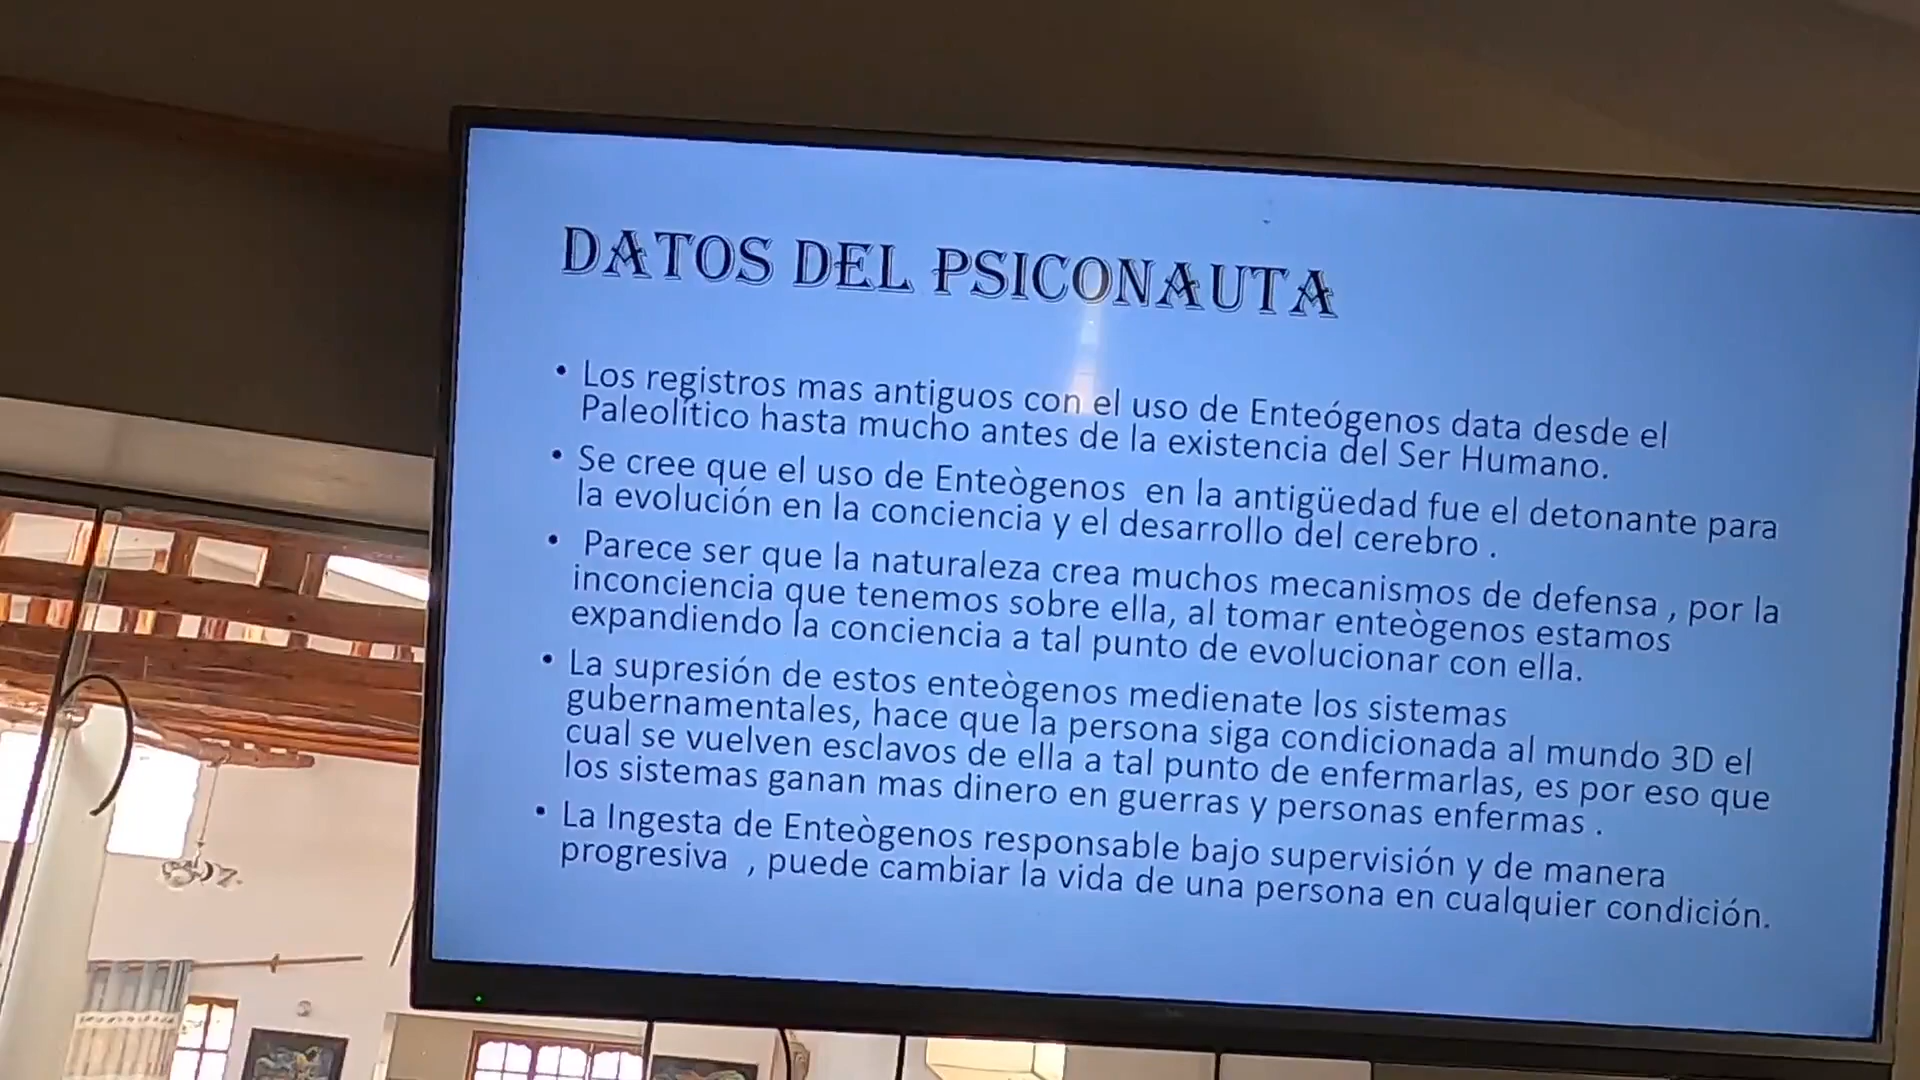 DATOS DEL PSICONAUTA
• Los registros mas antiguos con el uso de Enteógenos data desde el
Paleolítico hasta mucho antes de la existencia del Ser Humano.
• Se cree que el uso de Enteògenos en la antigüedad fue el detonante para
la evolución en la conciencia y el desarrollo del cerebro .
• Parece ser que la naturaleza crea muchos mecanismos de defensa , por la
inconciencia que tenemos sobre ella, al tomar enteògenos estamos
expandiendo la conciencia a tal punto de evolucionar con ella.
• La supresión de estos enteògenos medienate los sistemas
gubernamentales, hace que la persona siga condicionada al mundo 3D el
cual se vuelven esclavos de ella a tal punto de enfermarlas, es por eso que
los sistemas ganan mas dinero en guerras y personas enfermas .
• La Ingesta de Enteògenos responsable bajo supervisión y de manera
progresiva , puede cambiar la vida de una persona en cualquier condición.